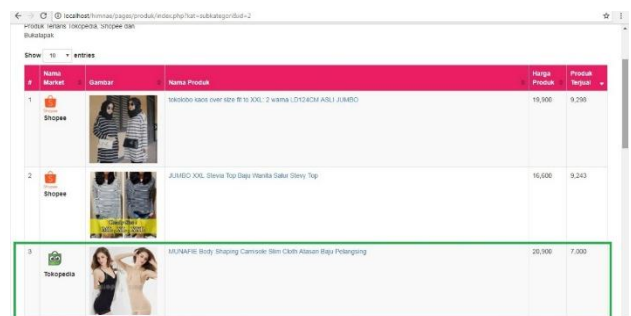 localhost/himnas/pages/produk/index.php?kat=subkategori&id=2
Produk Terlaris Tokopedia, Shopee dan
Bukalapak
Show 10 entries
# Nama Market Gambar Nama Produk Harga Produk Produk Terjual
1 Shopee tokolobo kaos over size fit to XXL: 2 warna LD124CM ASLI JUMBO 19,900 9,298
2 Shopee JUMBO XXL Stevia Top Baju Wanita Satur Stevy Top 16,600 9,243
3 Tokopedia MUNAFIE Body Shaping Camisole Slim Cloth Atasan Baju Pelangsing 20,900 7,000